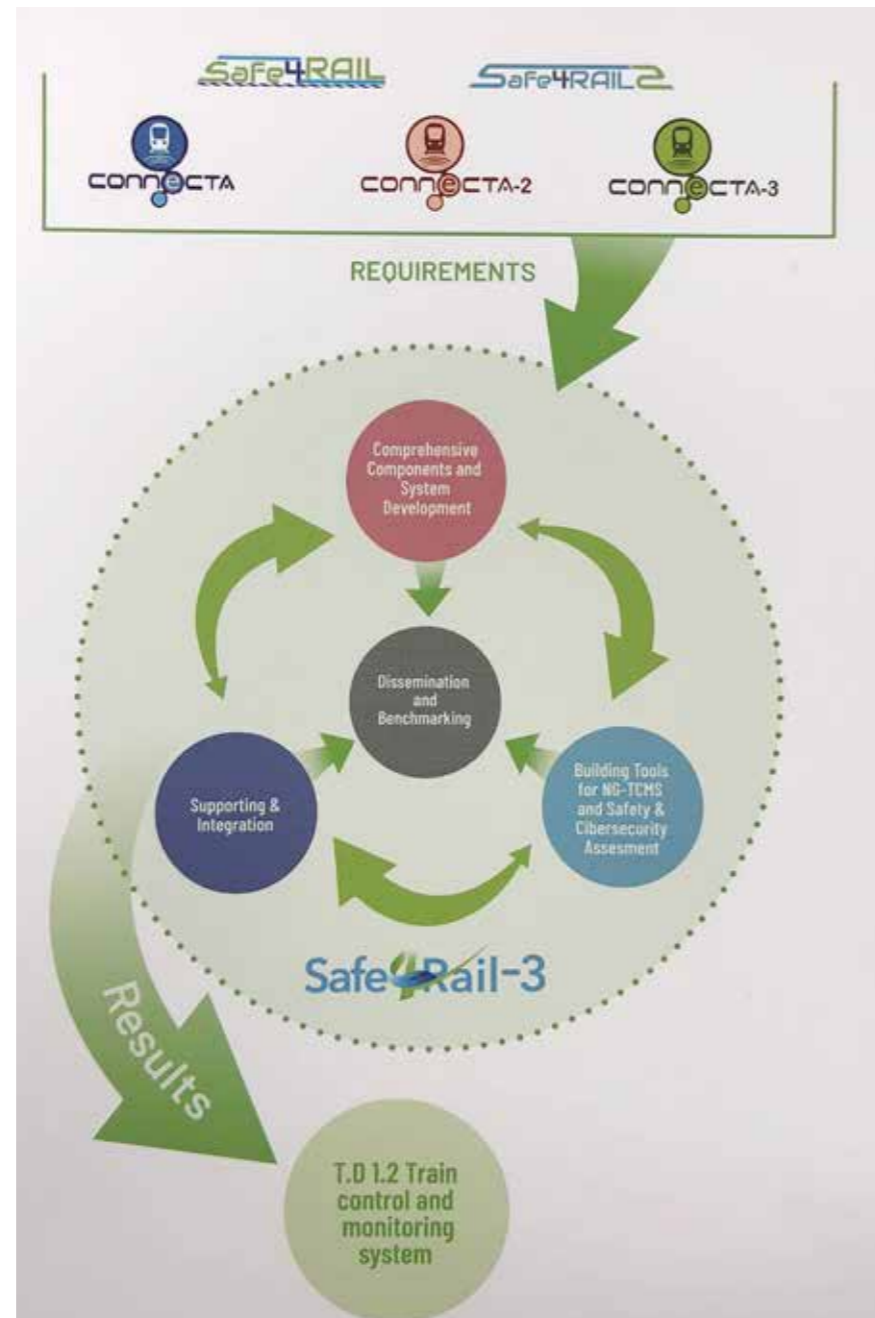 Safe4RAIL
Safe4RAIL2
CONNECTA
CONNECTA-2
CONNECTA-3
REQUIREMENTS
Comprehensive
Components and
System
Development
Dissemination
and
Benchmarking
Supporting &
Integration
Building Tools
for NG-TCMS
and Safety &
Cibersecurity
Assesment
Safe4Rail-3
Results
T.D 1.2 Train
control and
monitoring
system